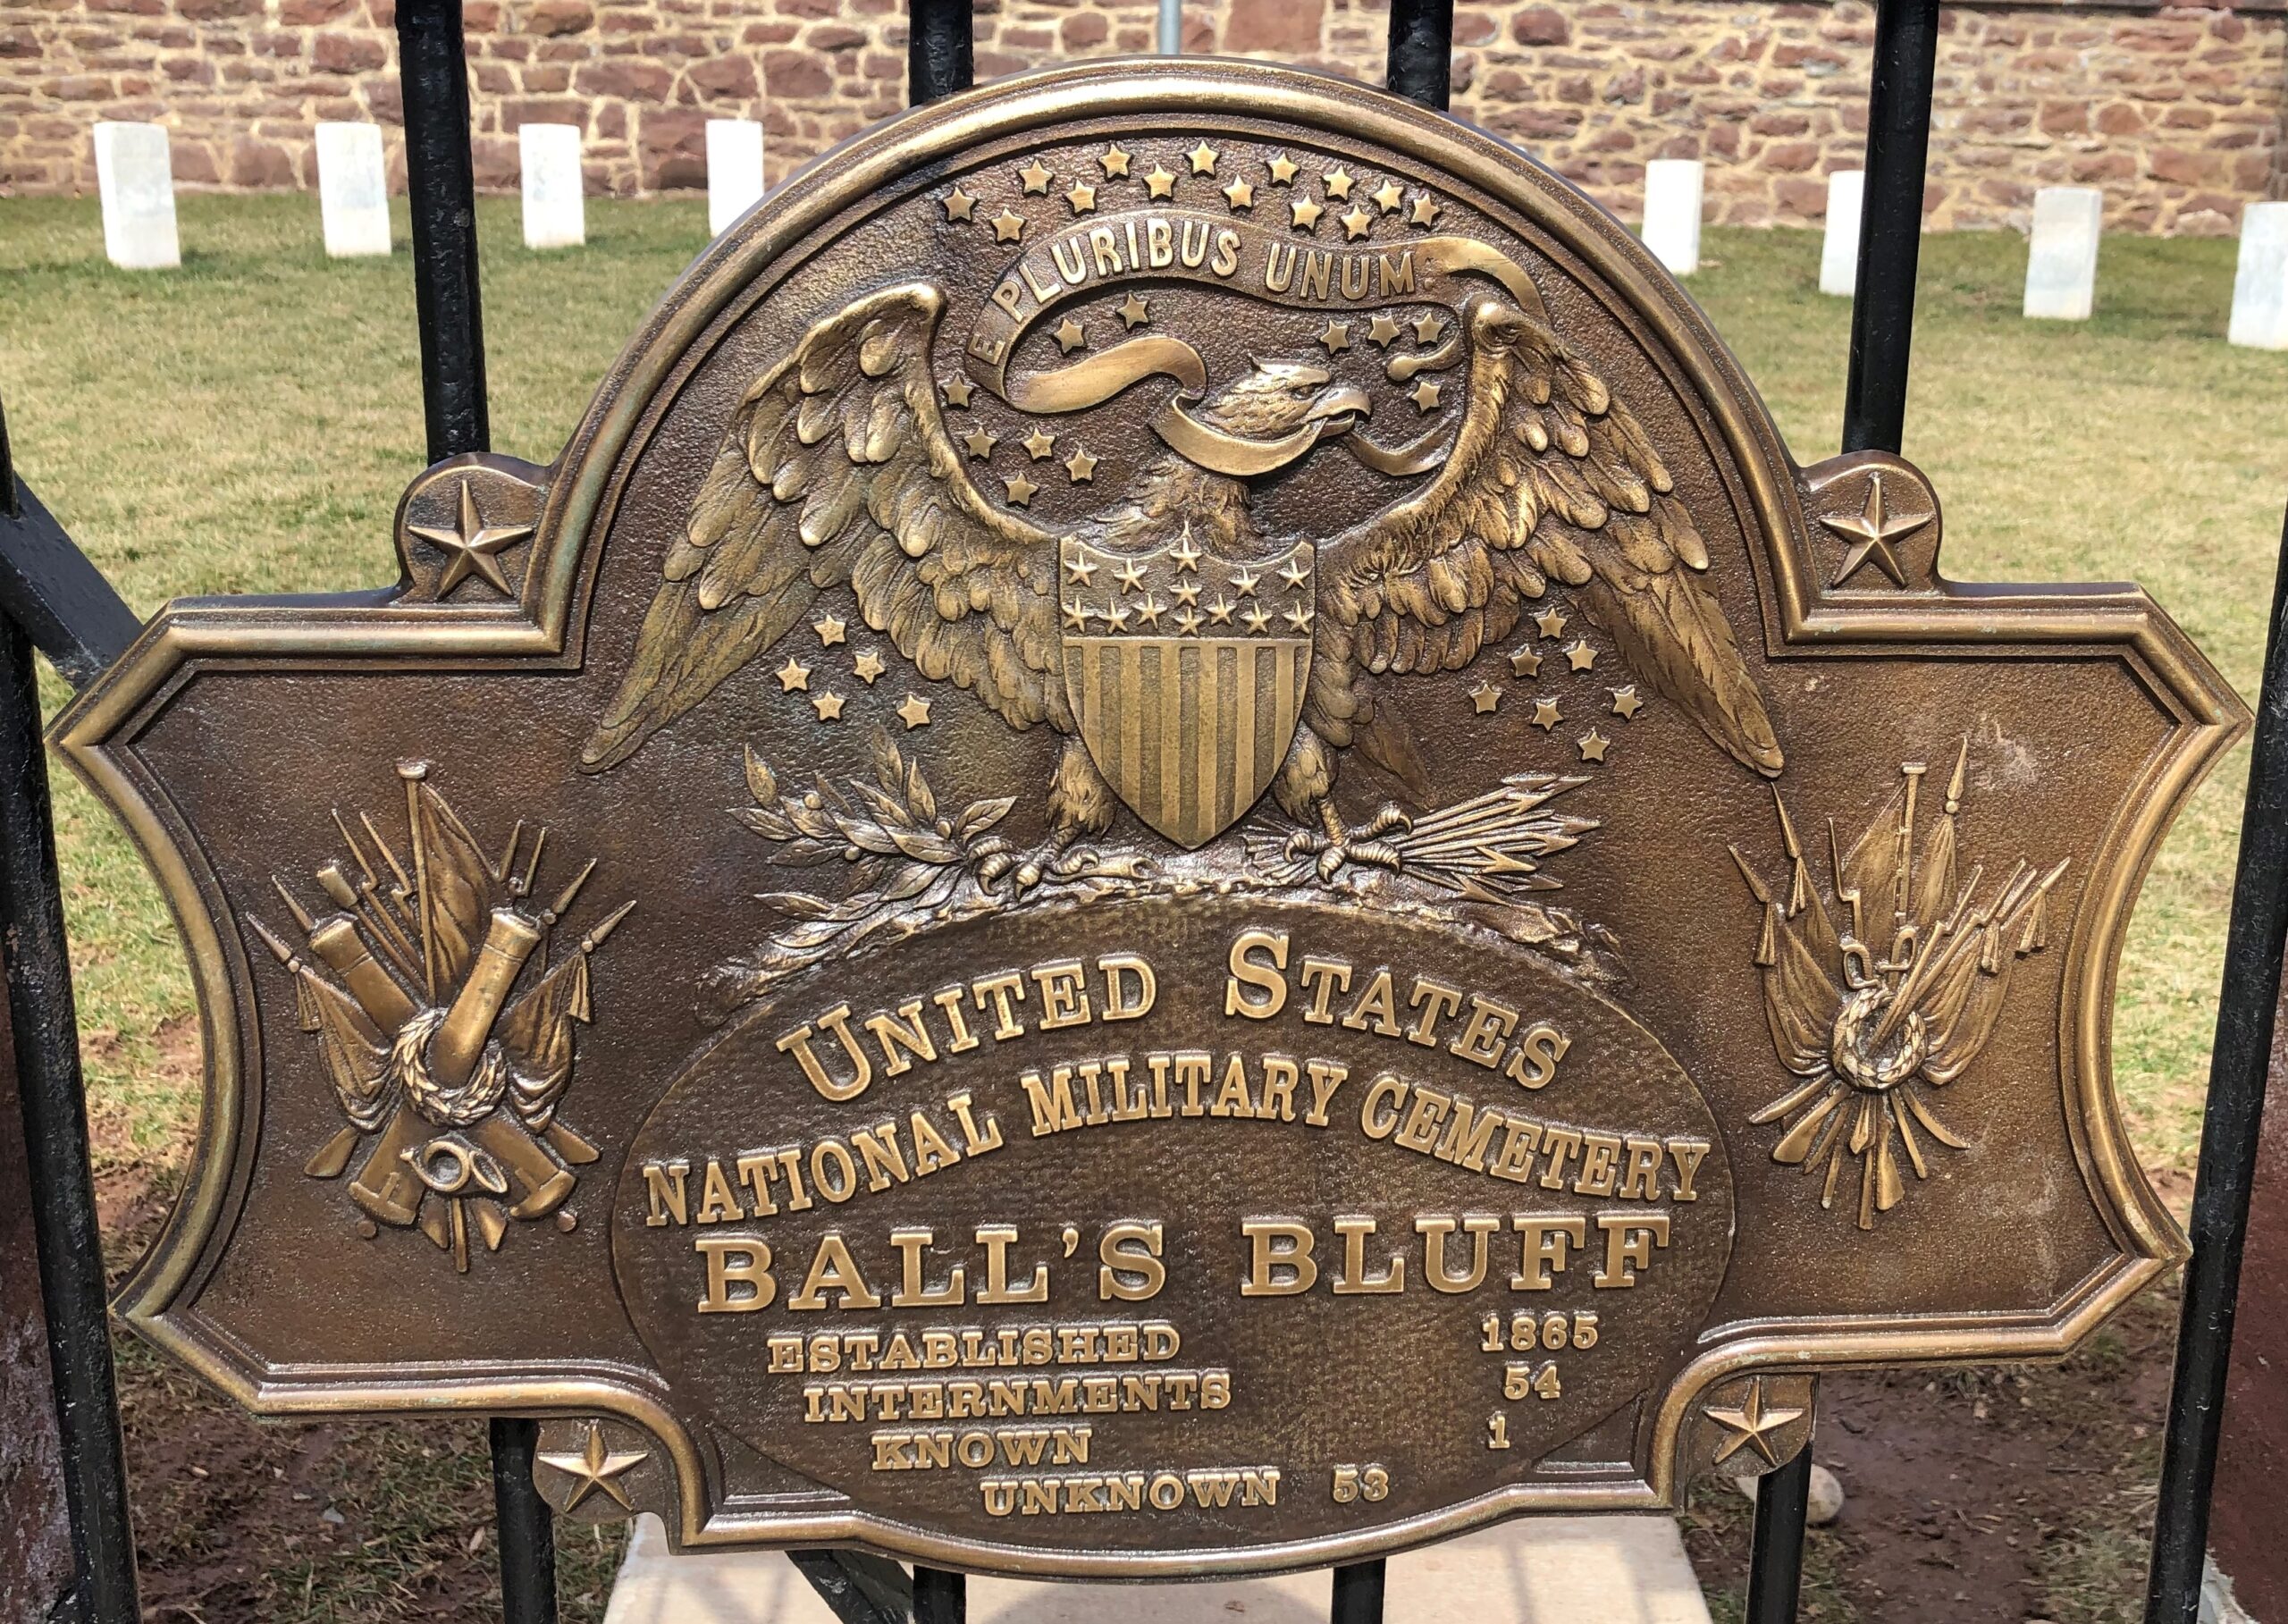 E PLURIBUS UNUM
UNITED STATES
NATIONAL MILITARY CEMETERY
BALL'S BLUFF
ESTABLISHED 1865
INTERNMENTS 54
KNOWN 1
UNKNOWN 53